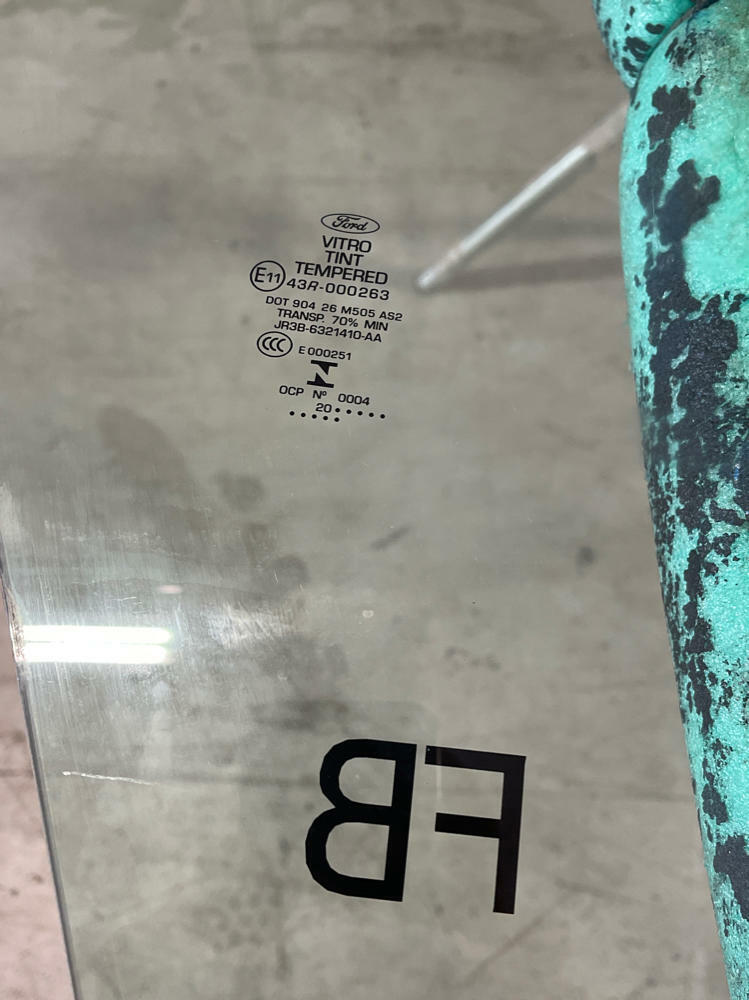 Ford
VITRO
TINT
TEMPERED
E11 43R-000263
DOT 904 26 M505 AS2
TRANSP. 70% MIN
JR3B-6321410-AA
CCC E000251
OCP Nº 0004
20
FB